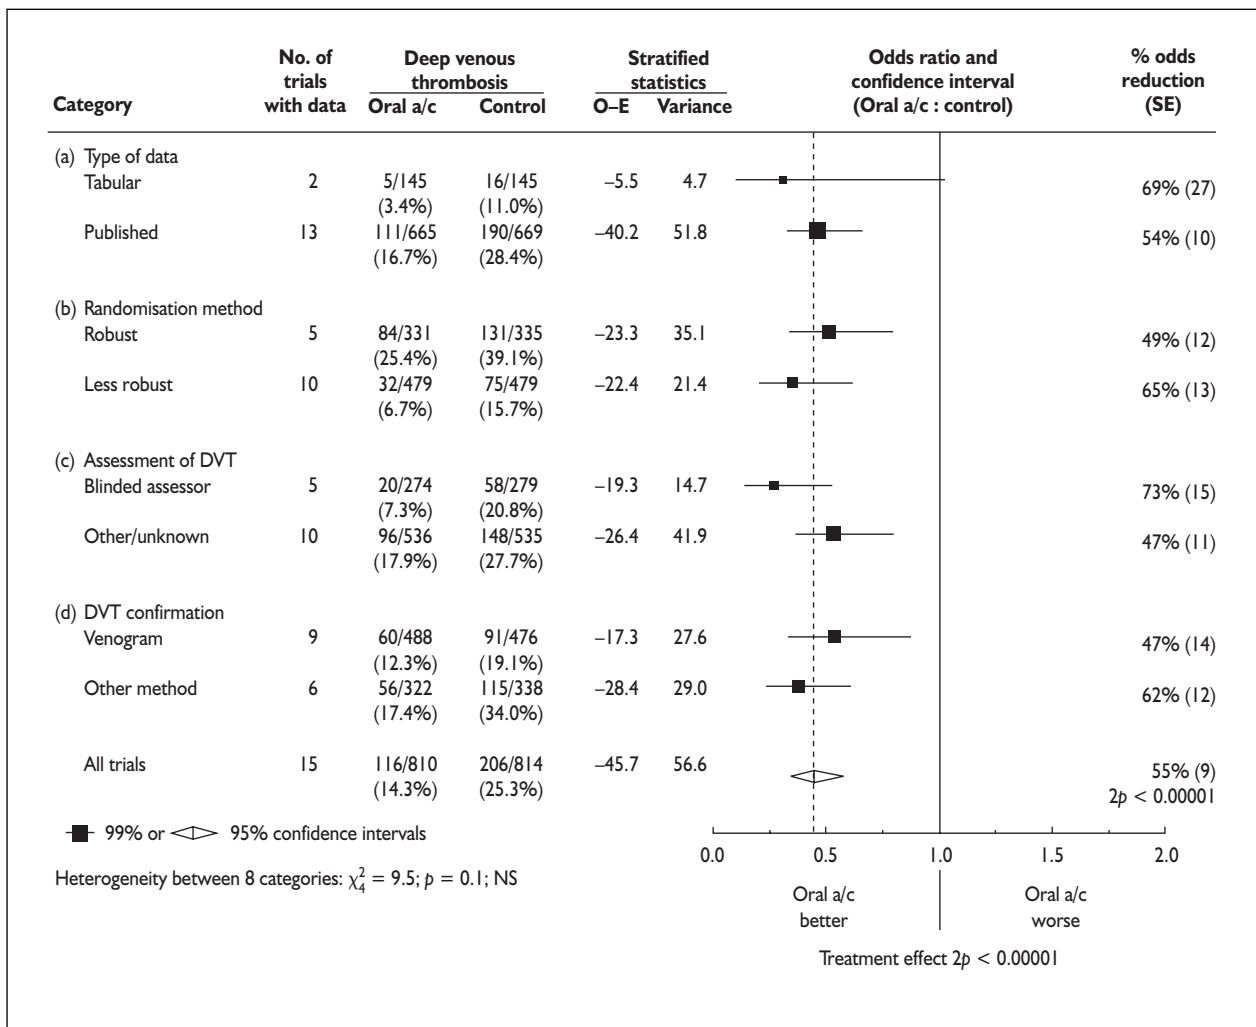 No. of Deep venous Stratified Odds ratio and % odds
trials thrombosis statistics confidence interval reduction
Category with data Oral a/c Control O–E Variance (Oral a/c : control) (SE)
(a) Type of data
Tabular 2 5/145 16/145 –5.5 4.7 69% (27)
(3.4%) (11.0%)
Published 13 111/665 190/669 –40.2 51.8 54% (10)
(16.7%) (28.4%)
(b) Randomisation method
Robust 5 84/331 131/335 –23.3 35.1 49% (12)
(25.4%) (39.1%)
Less robust 10 32/479 75/479 –22.4 21.4 65% (13)
(6.7%) (15.7%)
(c) Assessment of DVT
Blinded assessor 5 20/274 58/279 –19.3 14.7 73% (15)
(7.3%) (20.8%)
Other/unknown 10 96/536 148/535 –26.4 41.9 47% (11)
(17.9%) (27.7%)
(d) DVT confirmation
Venogram 9 60/488 91/476 –17.3 27.6 47% (14)
(12.3%) (19.1%)
Other method 6 56/322 115/338 –28.4 29.0 62% (12)
(17.4%) (34.0%)
All trials 15 116/810 206/814 –45.7 56.6 55% (9)
(14.3%) (25.3%) 2p < 0.00001
99% or 95% confidence intervals
0.0 0.5 1.0 1.5 2.0
Heterogeneity between 8 categories: χ²₄ = 9.5; p = 0.1; NS
Oral a/c Oral a/c
better worse
Treatment effect 2p < 0.00001